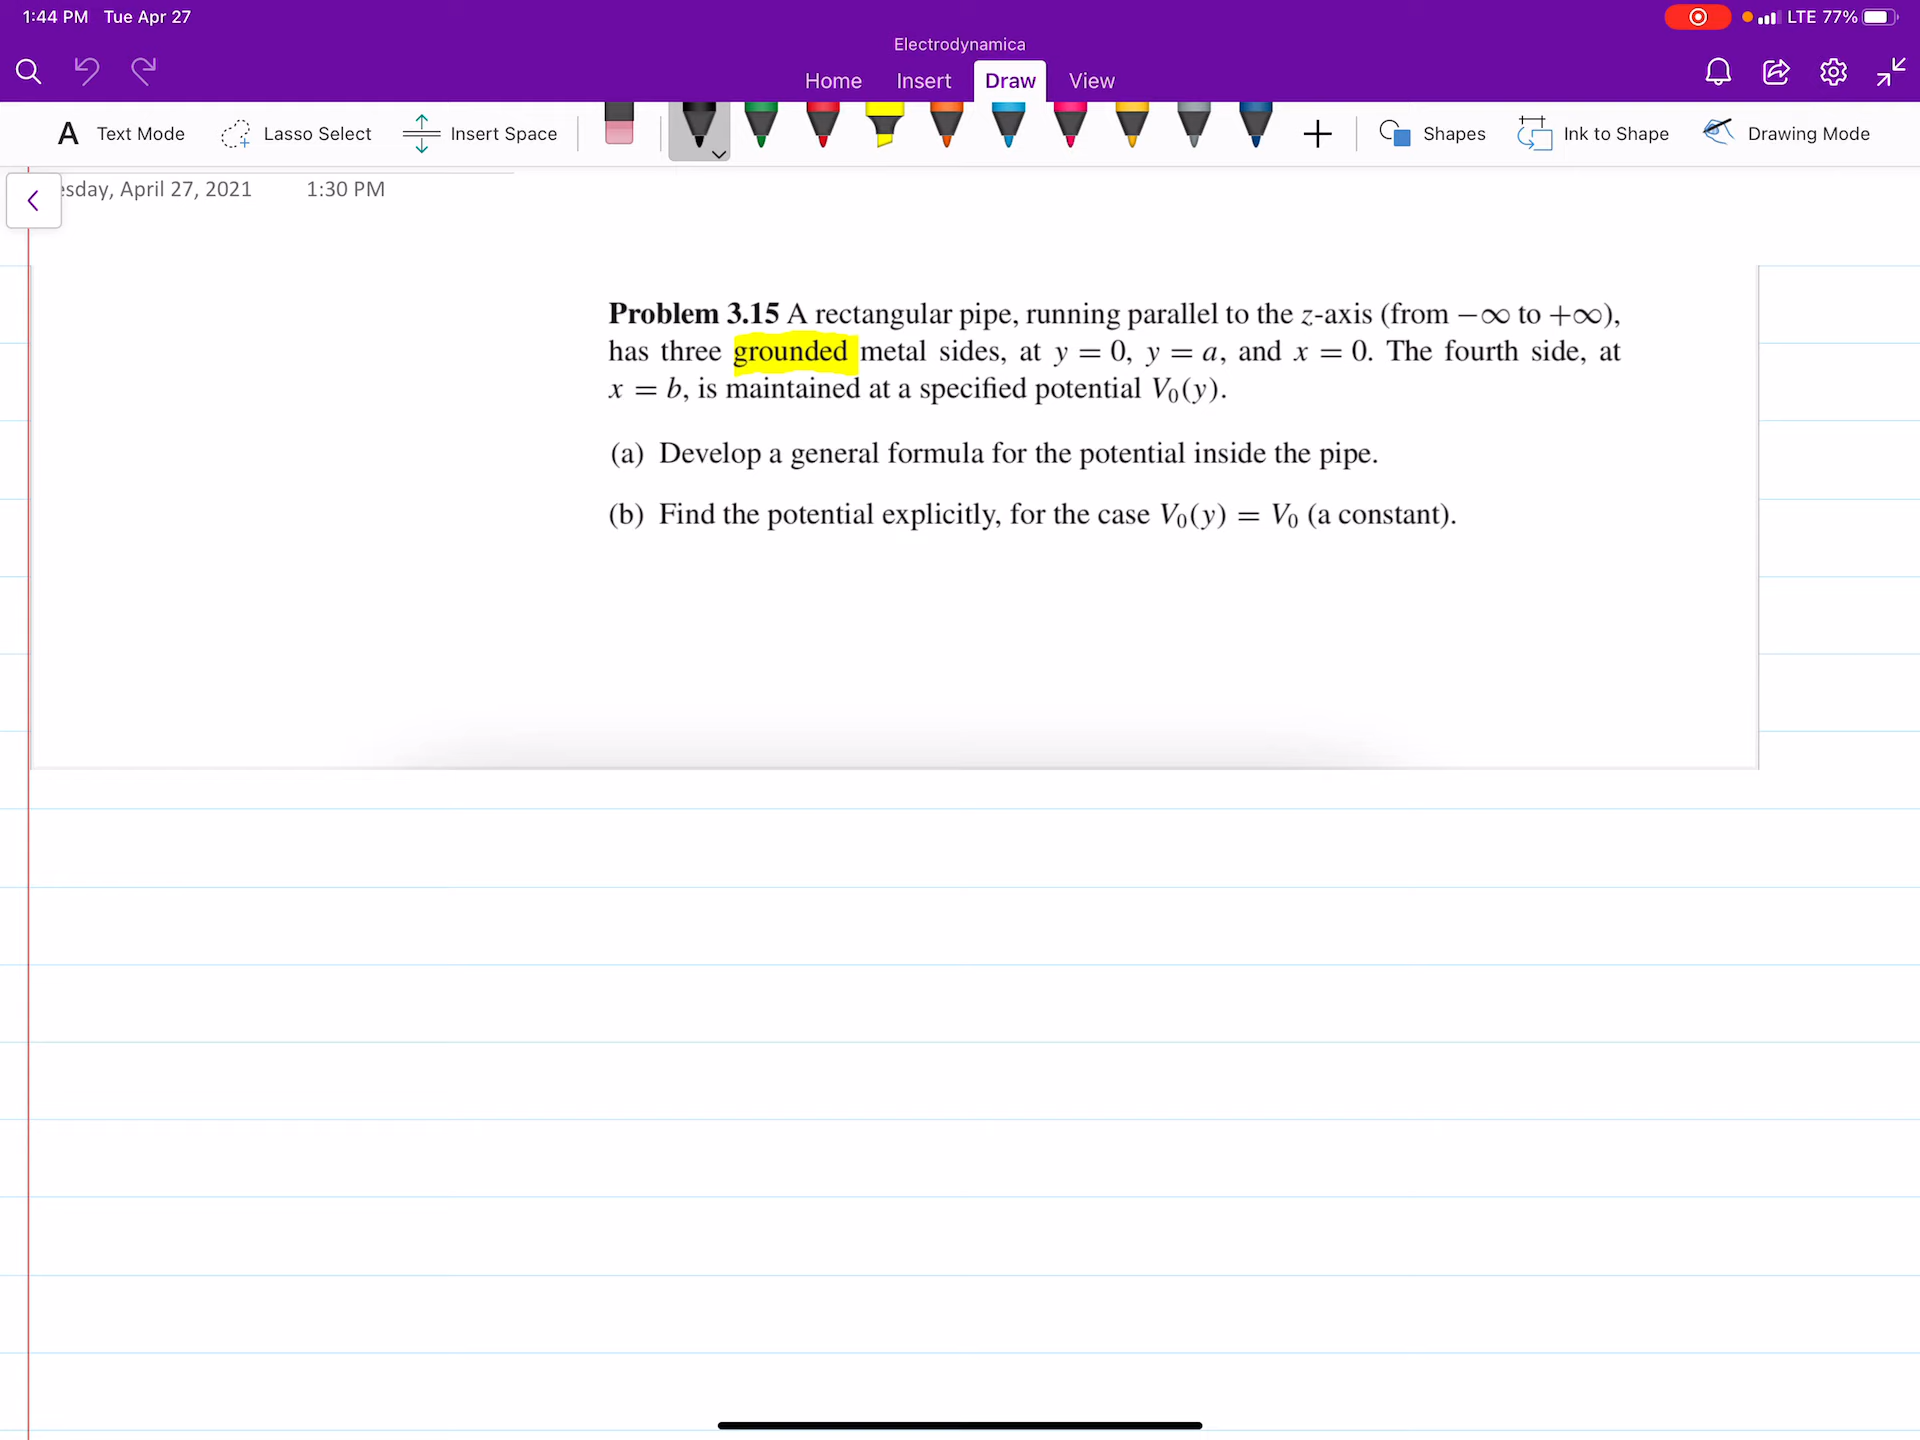 1:44 PM Tue Apr 27
LTE 77%
Electrodynamica
Home Insert Draw View
A Text Mode Lasso Select Insert Space Shapes Ink to Shape Drawing Mode
esday, April 27, 2021 1:30 PM
Problem 3.15 A rectangular pipe, running parallel to the z-axis (from −∞ to +∞),
has three grounded metal sides, at y = 0, y = a, and x = 0. The fourth side, at
x = b, is maintained at a specified potential V₀(y).
(a) Develop a general formula for the potential inside the pipe.
(b) Find the potential explicitly, for the case V₀(y) = V₀ (a constant).